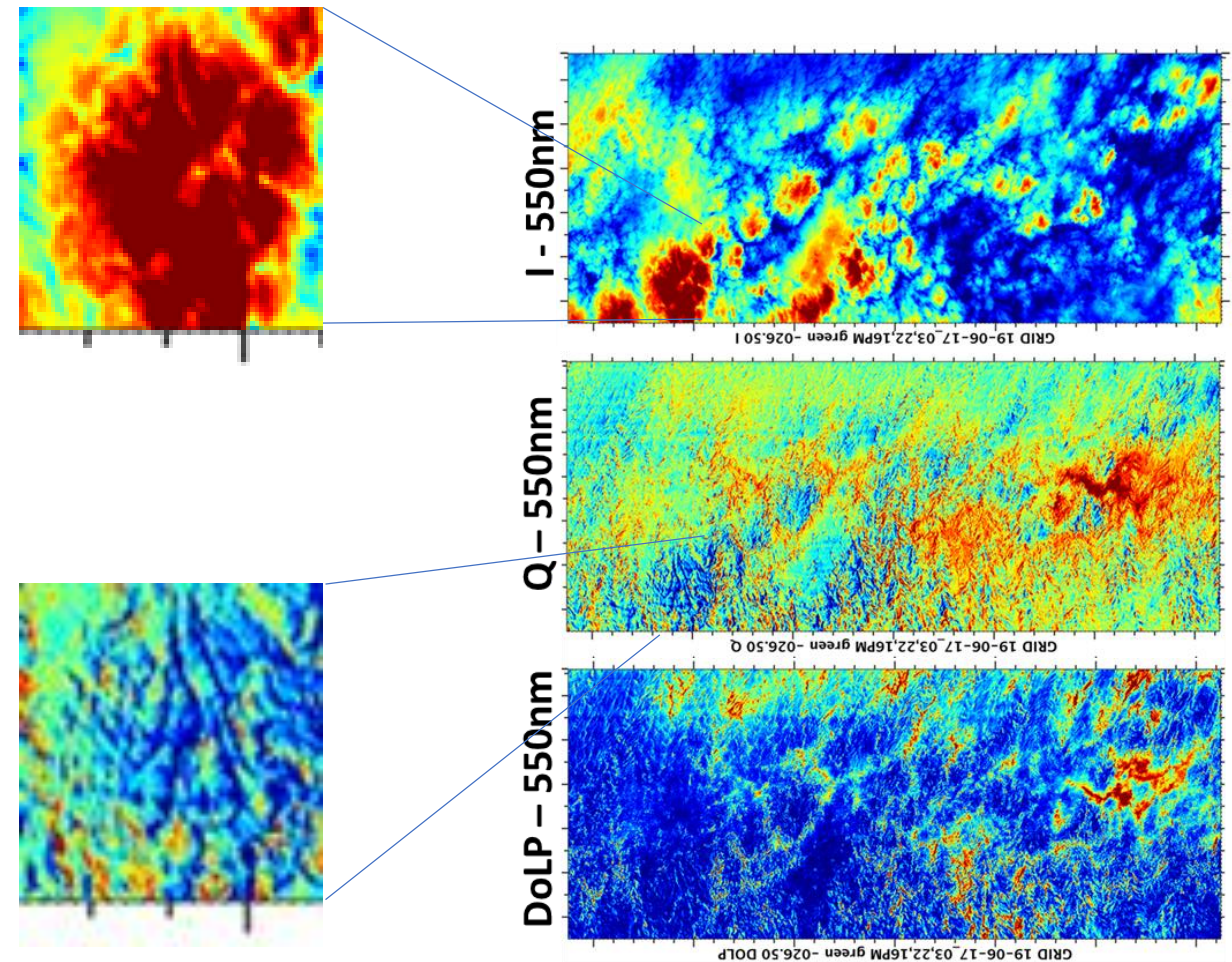 I - 550nm
GRID 19-06-17_03,22,16PM green - 026.50 I
Q – 550nm
GRID 19-06-17_03,22,16PM green - 026.50 Q
DoLP – 550nm
GRID 19-06-17_03,22,16PM green - 026.50 DOLP